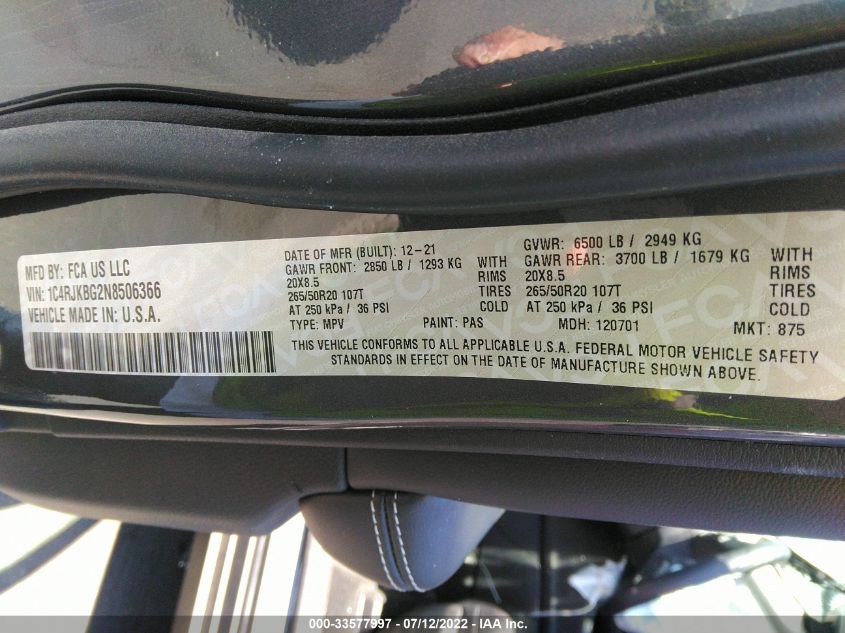 MFD BY: FCA US LLC
VIN: 1C4RJKBG2N8506366
VEHICLE MADE IN: U.S.A.
DATE OF MFR (BUILT): 12-21
GAWR FRONT: 2850 LB / 1293 KG WITH
20X8.5 RIMS
265/50R20 107T TIRES
AT 250 kPa / 36 PSI COLD
TYPE: MPV PAINT: PAS
GVWR: 6500 LB / 2949 KG
GAWR REAR: 3700 LB / 1679 KG WITH
20X8.5 RIMS
265/50R20 107T TIRES
AT 250 kPa / 36 PSI COLD
MDH: 120701 MKT: 875
THIS VEHICLE CONFORMS TO ALL APPLICABLE U.S.A. FEDERAL MOTOR VEHICLE SAFETY
STANDARDS IN EFFECT ON THE DATE OF MANUFACTURE SHOWN ABOVE.
000-33577997 - 07/12/2022 - IAA Inc.